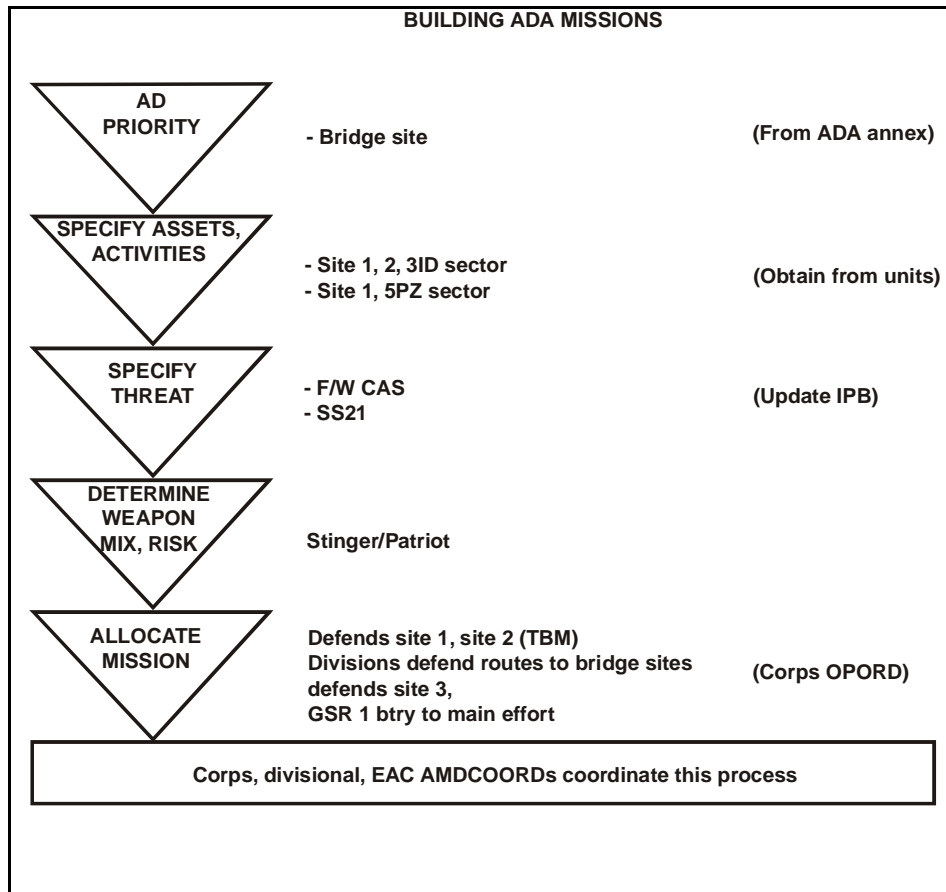 BUILDING ADA MISSIONS
AD
PRIORITY
- Bridge site
(From ADA annex)
SPECIFY ASSETS,
ACTIVITIES
- Site 1, 2, 3ID sector
- Site 1, 5PZ sector
(Obtain from units)
SPECIFY
THREAT
- F/W CAS
- SS21
(Update IPB)
DETERMINE
WEAPON
MIX, RISK
Stinger/Patriot
ALLOCATE
MISSION
Defends site 1, site 2 (TBM)
Divisions defend routes to bridge sites
defends site 3,
GSR 1 btry to main effort
(Corps OPORD)
Corps, divisional, EAC AMDCOORDs coordinate this process